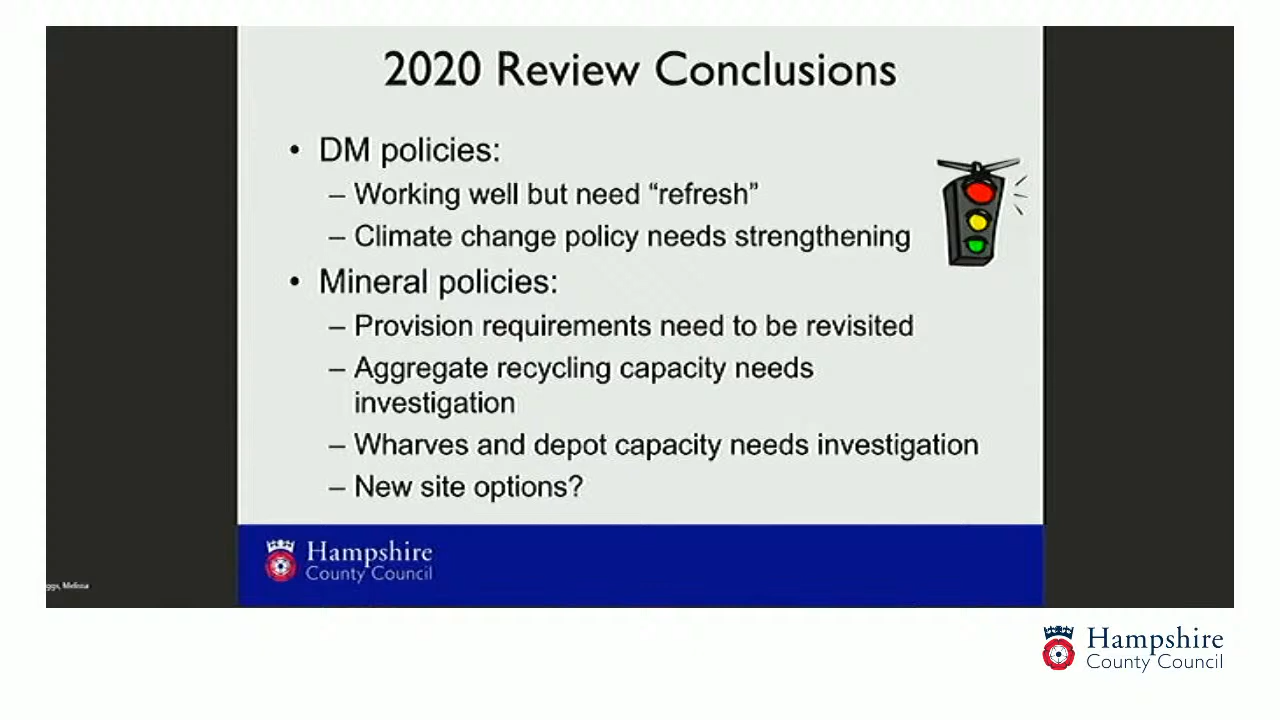 2020 Review Conclusions
• DM policies:
– Working well but need “refresh”
– Climate change policy needs strengthening
• Mineral policies:
– Provision requirements need to be revisited
– Aggregate recycling capacity needs
investigation
– Wharves and depot capacity needs investigation
– New site options?
Hampshire
County Council
ggs, Melissa
Hampshire
County Council